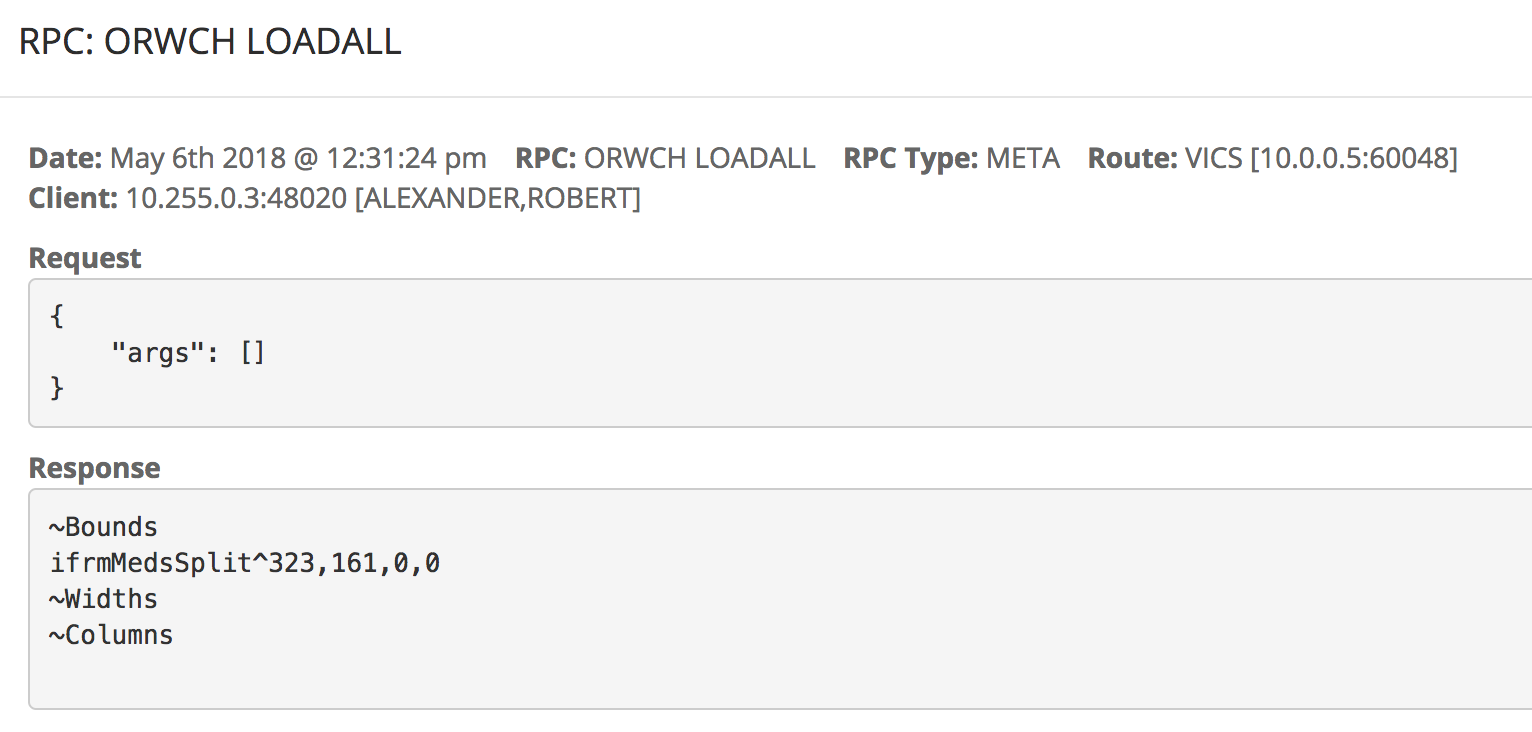 RPC: ORWCH LOADALL
Date: May 6th 2018 @ 12:31:24 pm RPC: ORWCH LOADALL RPC Type: META Route: VICS [10.0.0.5:60048]
Client: 10.255.0.3:48020 [ALEXANDER,ROBERT]
Request
{
    "args": []
}
Response
~Bounds
ifrmMedsSplit^323,161,0,0
~Widths
~Columns